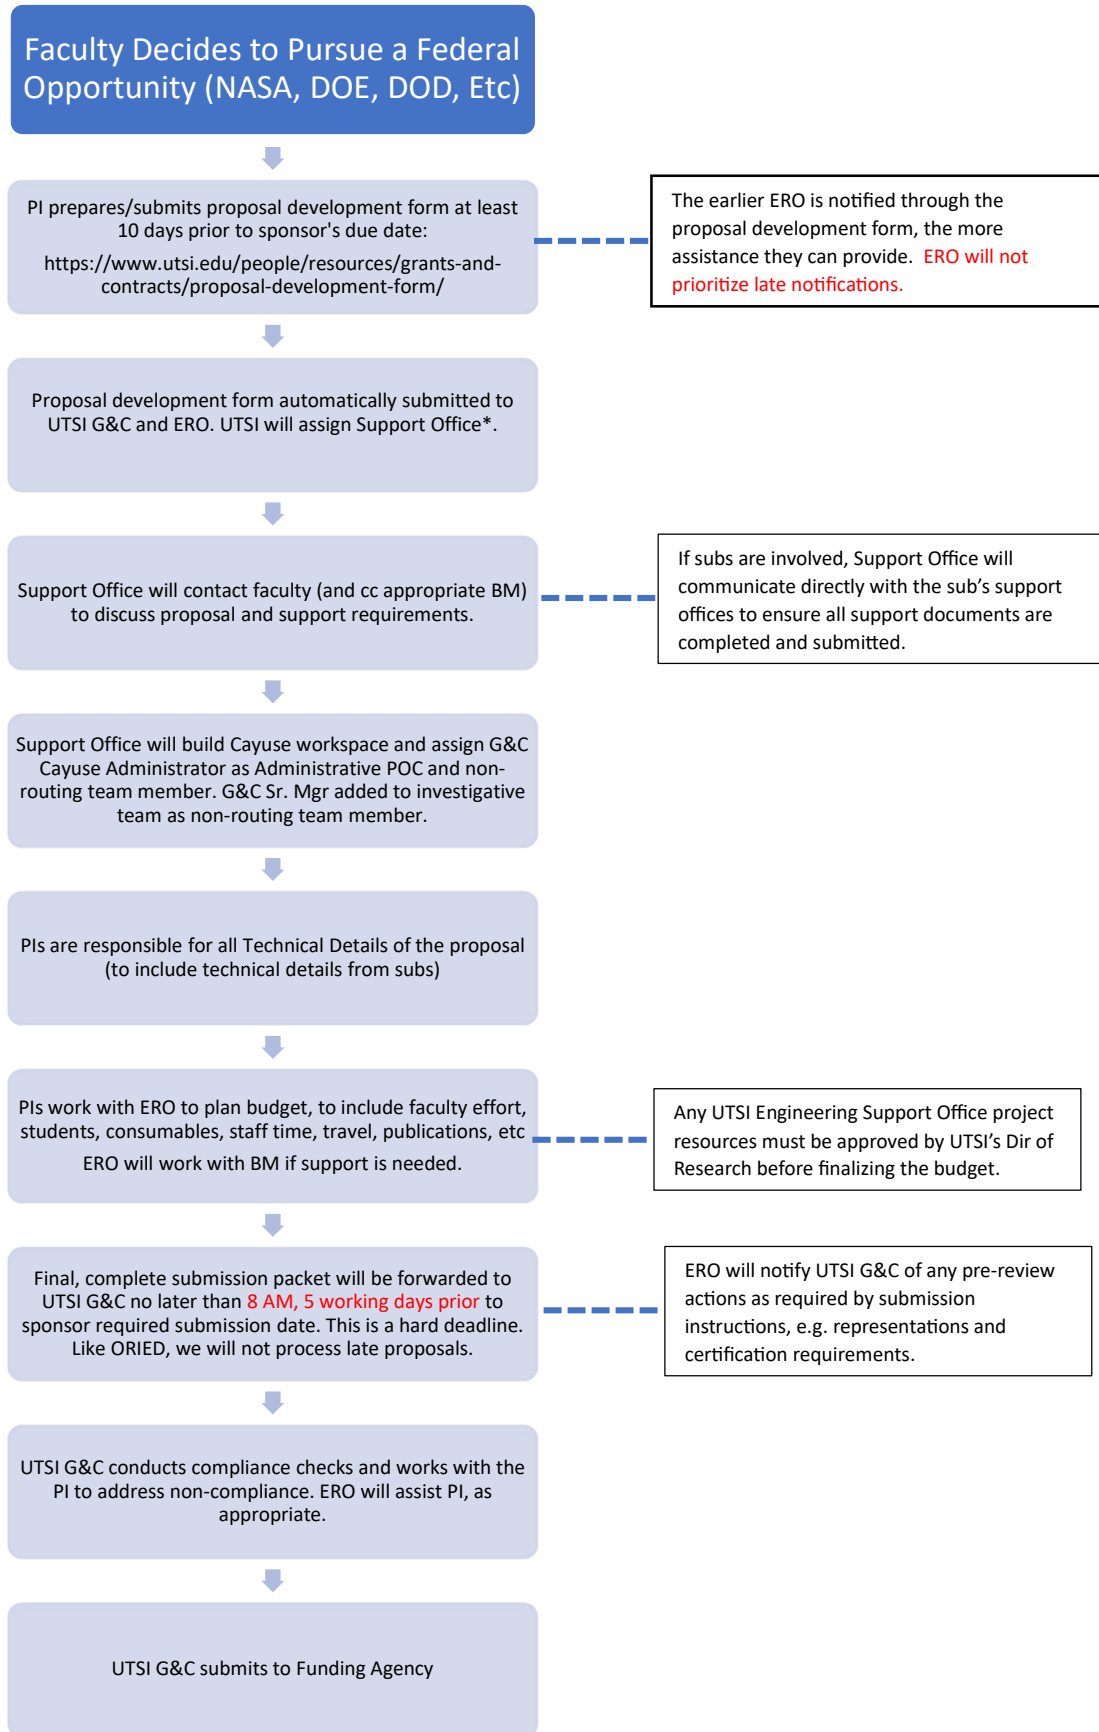 Faculty Decides to Pursue a Federal
Opportunity (NASA, DOE, DOD, Etc)
PI prepares/submits proposal development form at least
10 days prior to sponsor's due date:
https://www.utsi.edu/people/resources/grants-and-
contracts/proposal-development-form/
The earlier ERO is notified through the
proposal development form, the more
assistance they can provide.  ERO will not
prioritize late notifications.
Proposal development form automatically submitted to
UTSI G&C and ERO. UTSI will assign Support Office*.
Support Office will contact faculty (and cc appropriate BM)
to discuss proposal and support requirements.
If subs are involved, Support Office will
communicate directly with the sub’s support
offices to ensure all support documents are
completed and submitted.
Support Office will build Cayuse workspace and assign G&C
Cayuse Administrator as Administrative POC and non-
routing team member. G&C Sr. Mgr added to investigative
team as non-routing team member.
PIs are responsible for all Technical Details of the proposal
(to include technical details from subs)
PIs work with ERO to plan budget, to include faculty effort,
students, consumables, staff time, travel, publications, etc
ERO will work with BM if support is needed.
Any UTSI Engineering Support Office project
resources must be approved by UTSI’s Dir of
Research before finalizing the budget.
Final, complete submission packet will be forwarded to
UTSI G&C no later than 8 AM, 5 working days prior to
sponsor required submission date. This is a hard deadline.
Like ORIED, we will not process late proposals.
ERO will notify UTSI G&C of any pre-review
actions as required by submission
instructions, e.g. representations and
certification requirements.
UTSI G&C conducts compliance checks and works with the
PI to address non-compliance. ERO will assist PI, as
appropriate.
UTSI G&C submits to Funding Agency